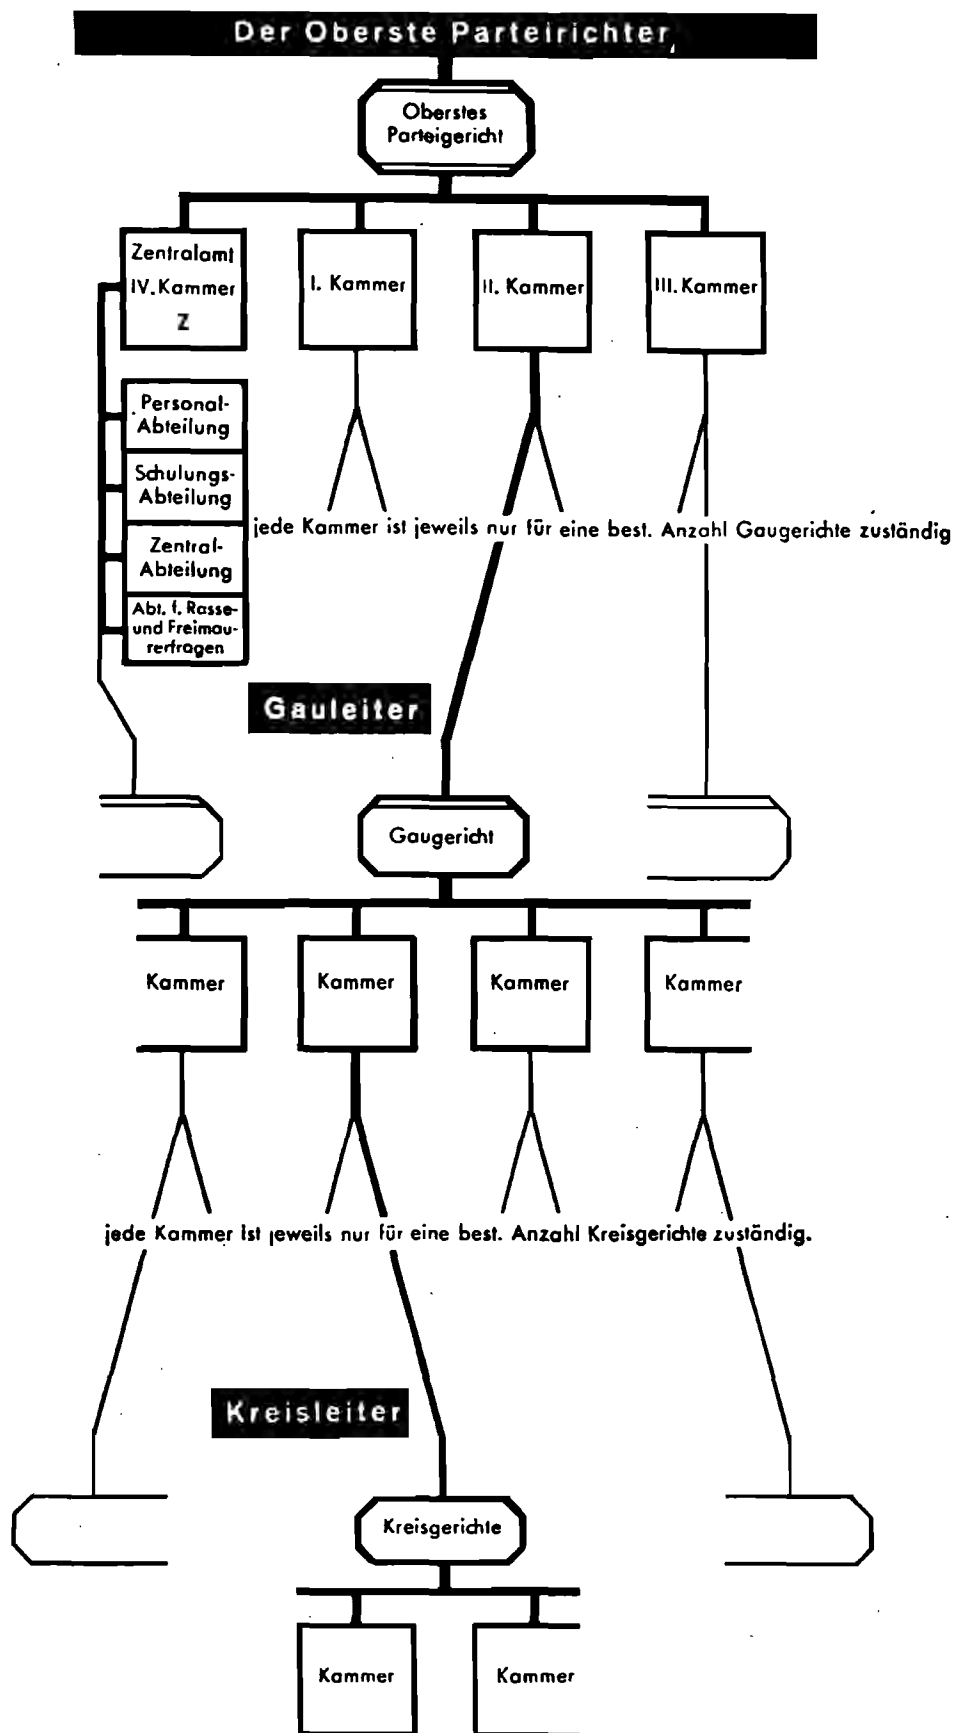 Der Oberste Parteirichter
Oberstes
Parteigericht
Zentralamt
IV. Kammer
Z
I. Kammer
II. Kammer
III. Kammer
Personal-
Abteilung
Schulungs-
Abteilung
Zentral-
Abteilung
Abt. f. Rasse-
und Freimau-
rerfragen
jede Kammer ist jeweils nur für eine best. Anzahl Gaugerichte zuständig
Gauleiter
Gaugericht
Kammer
Kammer
Kammer
Kammer
jede Kammer ist jeweils nur für eine best. Anzahl Kreisgerichte zuständig.
Kreisleiter
Kreisgerichte
Kammer
Kammer